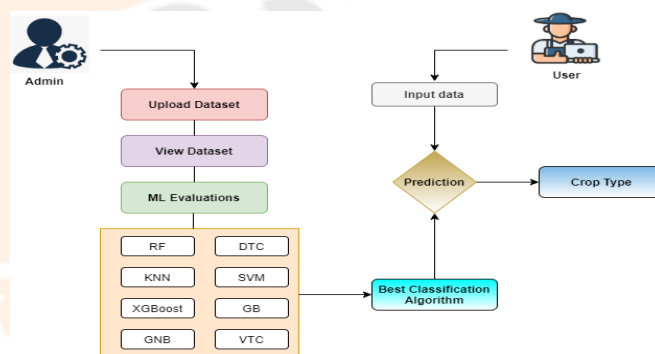 Admin
User
Upload Dataset
View Dataset
ML Evaluations
RF
DTC
KNN
SVM
XGBoost
GB
GNB
VTC
Input data
Prediction
Crop Type
Best Classification
Algorithm